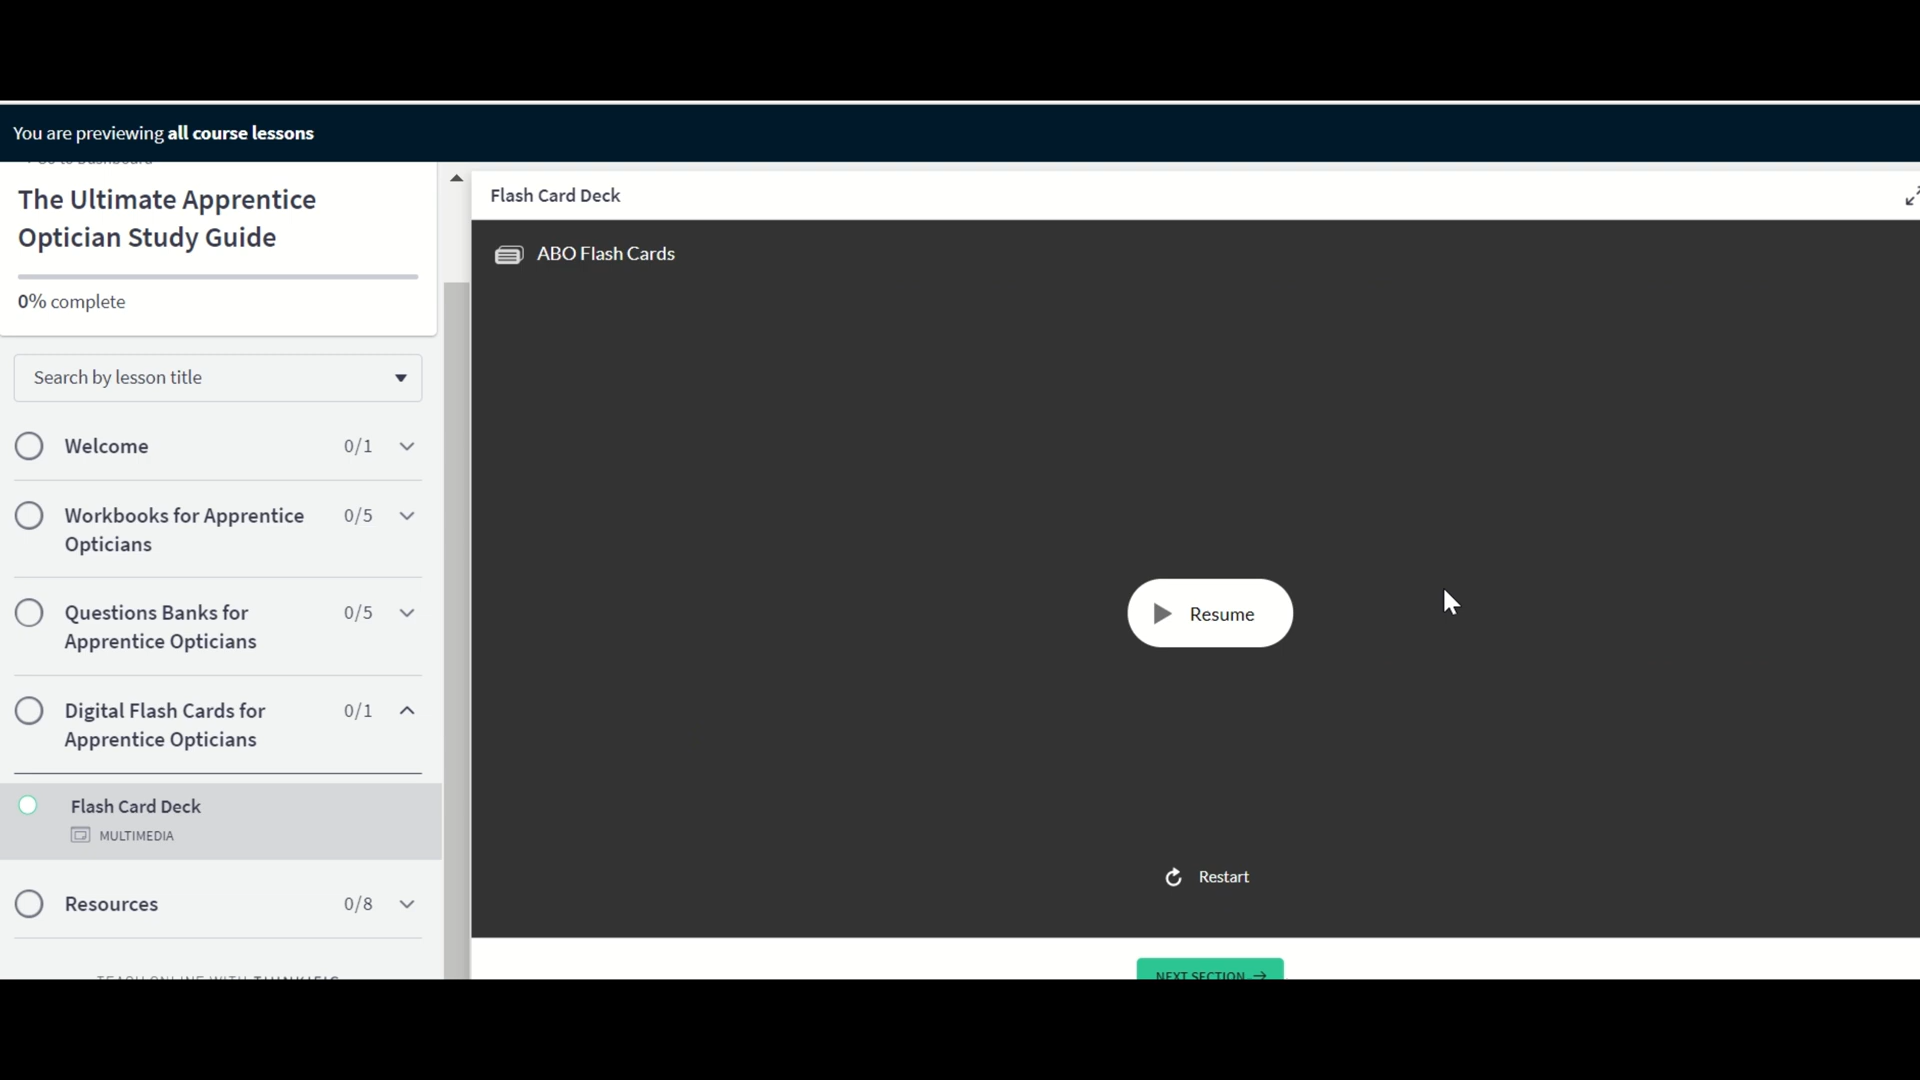 You are previewing all course lessons
The Ultimate Apprentice
Optician Study Guide
0% complete
Search by lesson title
Welcome 0/1
Workbooks for Apprentice 0/5
Opticians
Questions Banks for 0/5
Apprentice Opticians
Digital Flash Cards for 0/1
Apprentice Opticians
Flash Card Deck
MULTIMEDIA
Resources 0/8
Flash Card Deck
ABO Flash Cards
Resume
Restart
NEXT SECTION →